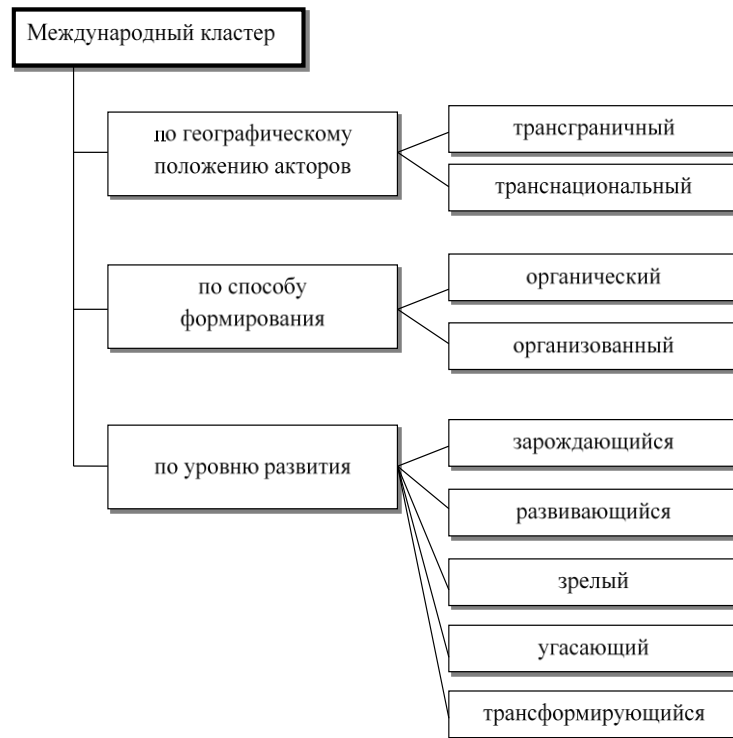 Международный кластер
по географическому
положению акторов
трансграничный
транснациональный
по способу
формирования
органический
организованный
по уровню развития
зарождающийся
развивающийся
зрелый
угасающий
трансформирующийся